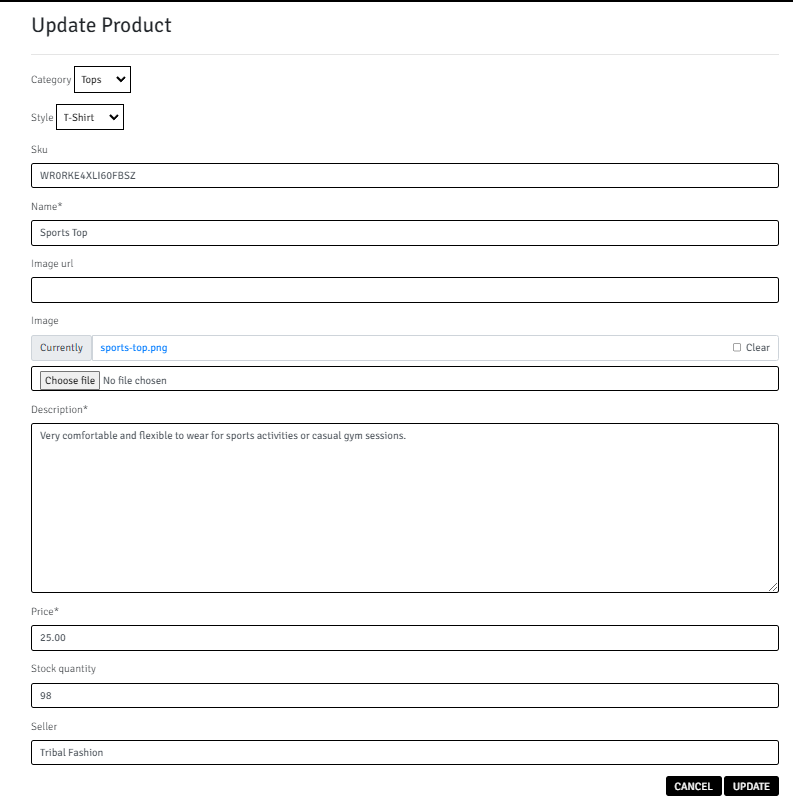 Update Product
Category Tops
Style T-Shirt
Sku
WR0RKE4XLI60FBSZ
Name*
Sports Top
Image url
Image
Currently sports-top.png Clear
Choose file No file chosen
Description*
Very comfortable and flexible to wear for sports activities or casual gym sessions.
Price*
25.00
Stock quantity
98
Seller
Tribal Fashion
CANCEL UPDATE